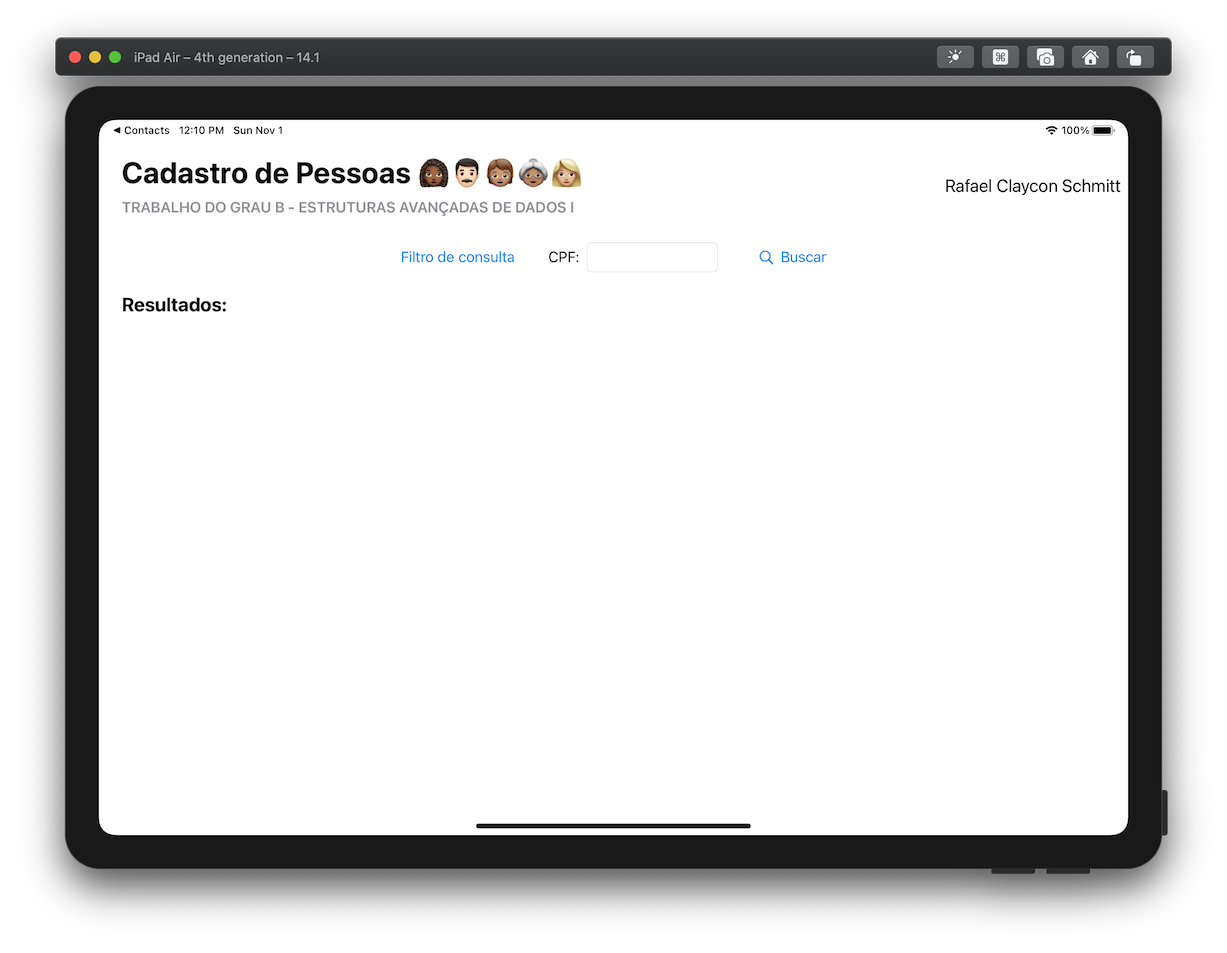 iPad Air – 4th generation – 14.1
Contacts 12:10 PM Sun Nov 1 100%
Cadastro de Pessoas
Rafael Claycon Schmitt
TRABALHO DO GRAU B - ESTRUTURAS AVANÇADAS DE DADOS I
Filtro de consulta CPF: Buscar
Resultados: